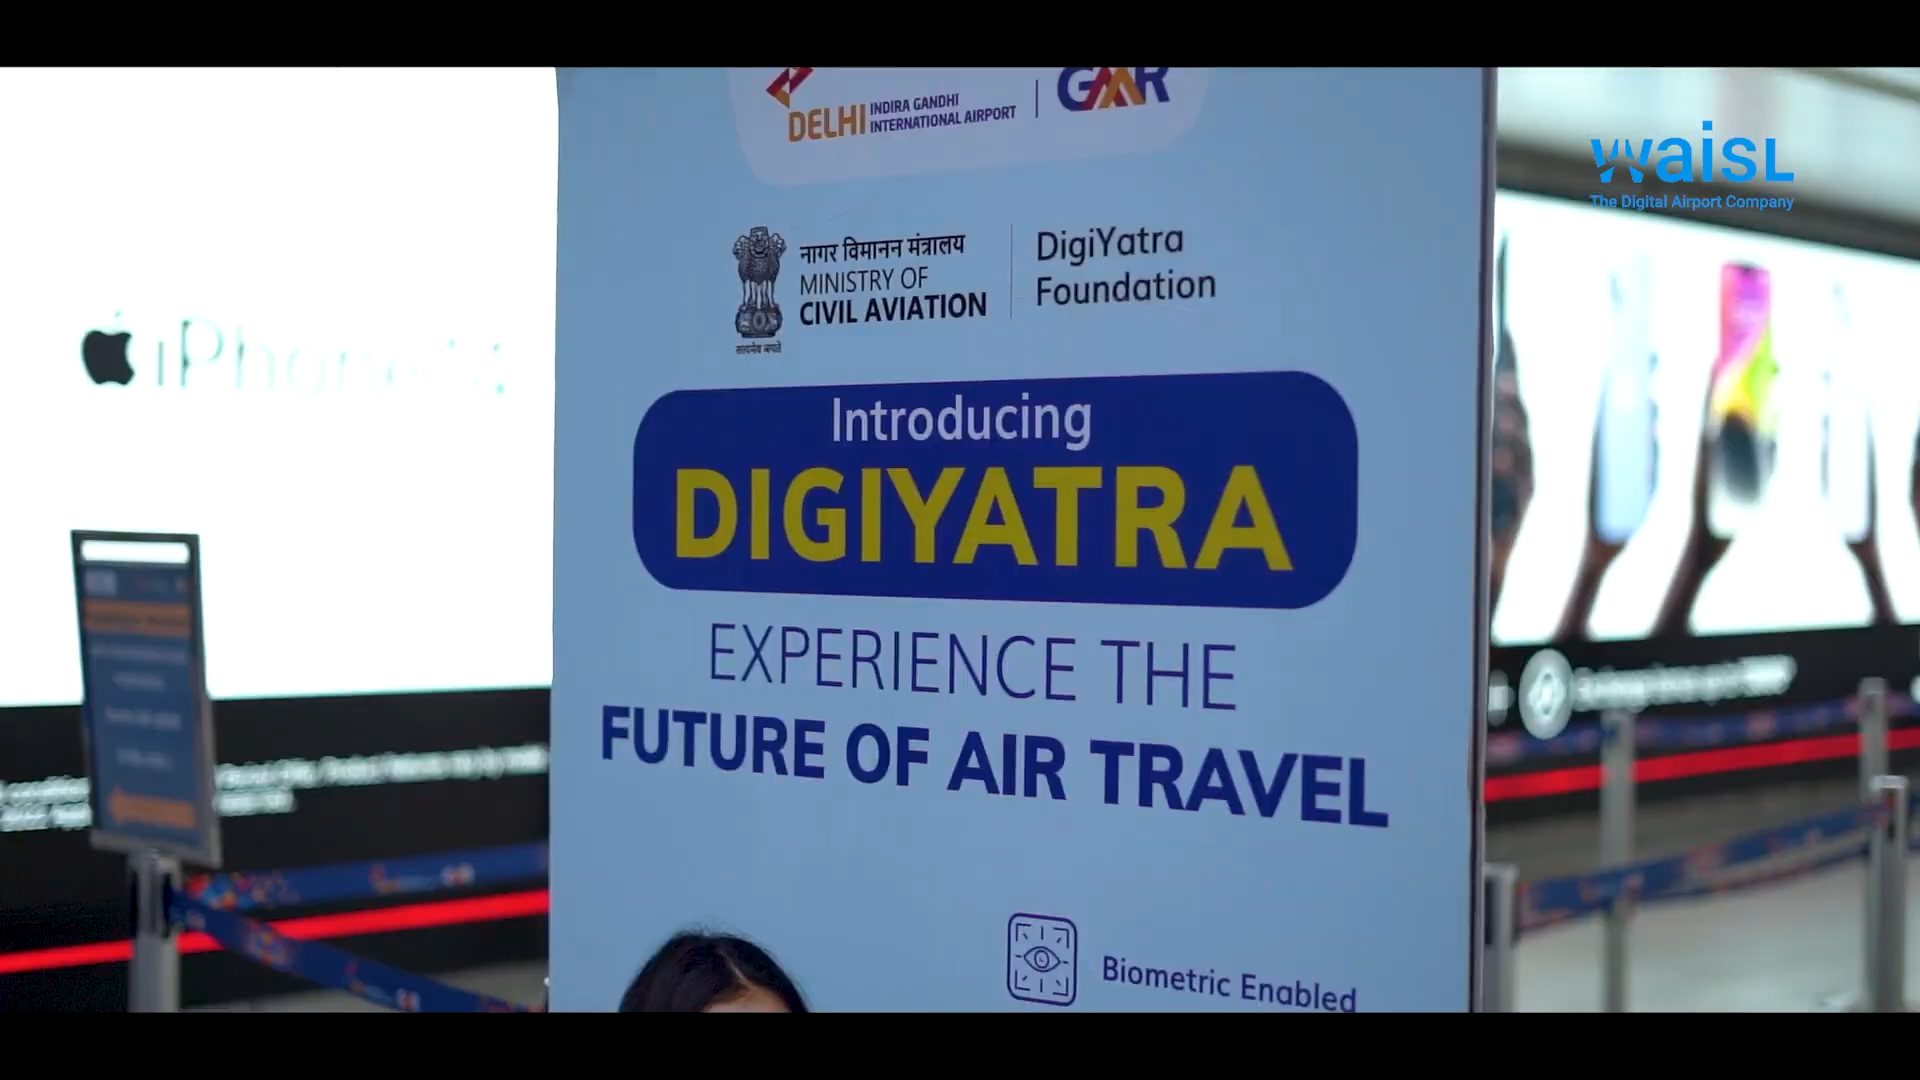 DELHI
INDIRA GANDHI
INTERNATIONAL AIRPORT
GMR
waisL
The Digital Airport Company
नागर विमानन मंत्रालय
MINISTRY OF
CIVIL AVIATION
सत्यमेव जयते
DigiYatra
Foundation
iPhone
Introducing
DIGIYATRA
EXPERIENCE THE
FUTURE OF AIR TRAVEL
Biometric Enabled